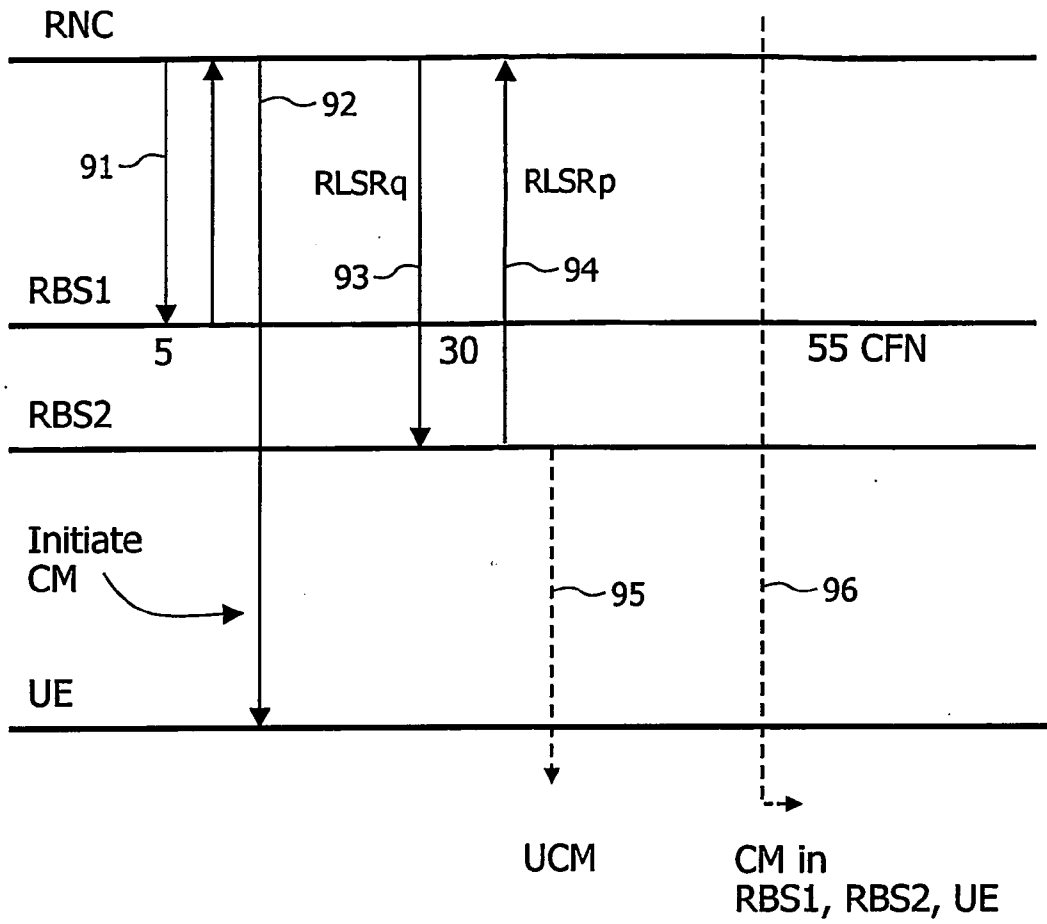 RNC
92
91
RLSRq
RLSRp
93
94
RBS1
5
30
55 CFN
RBS2
Initiate
CM
95
96
UE
UCM
CM in
RBS1, RBS2, UE